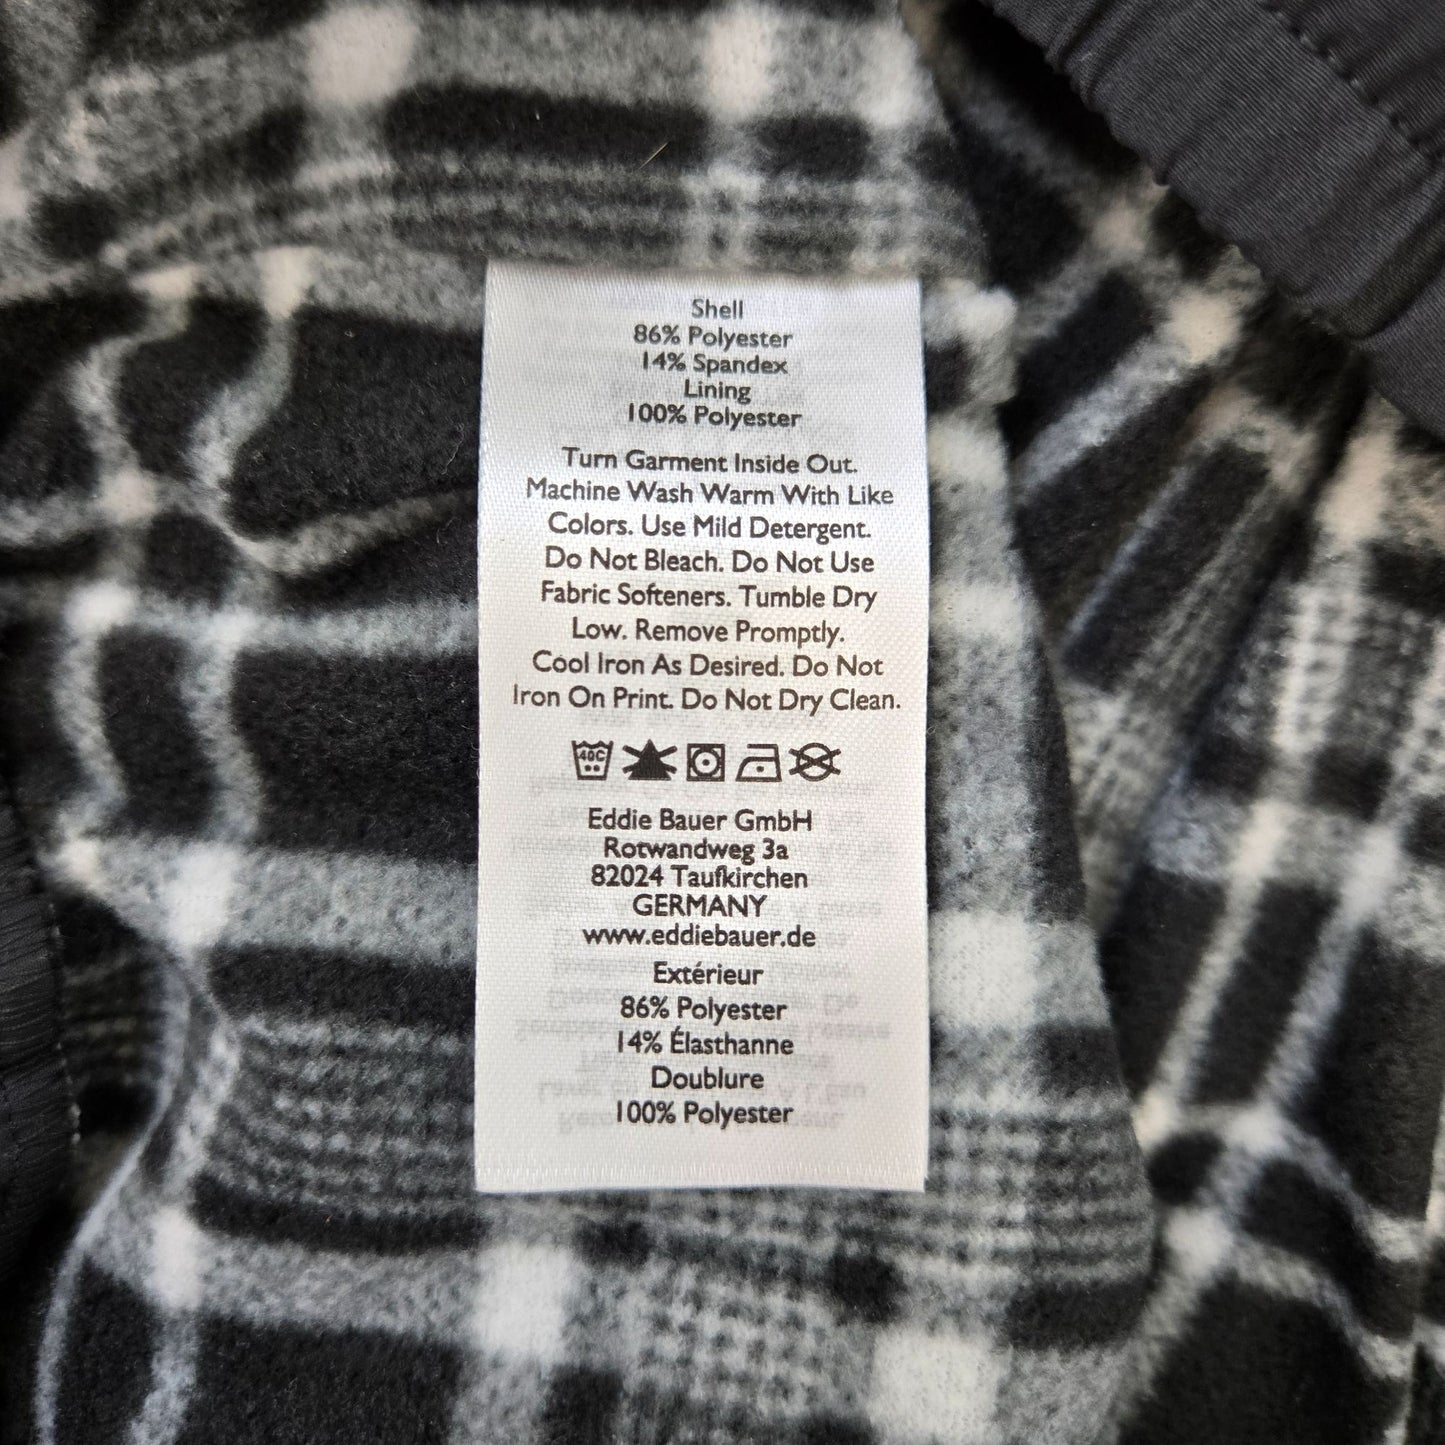 Shell
86% Polyester
14% Spandex
Lining
100% Polyester
Turn Garment Inside Out.
Machine Wash Warm With Like
Colors. Use Mild Detergent.
Do Not Bleach. Do Not Use
Fabric Softeners. Tumble Dry
Low. Remove Promptly.
Cool Iron As Desired. Do Not
Iron On Print. Do Not Dry Clean.
40C
Eddie Bauer GmbH
Rotwandweg 3a
82024 Taufkirchen
GERMANY
www.eddiebauer.de
Extérieur
86% Polyester
14% Élasthanne
Doublure
100% Polyester